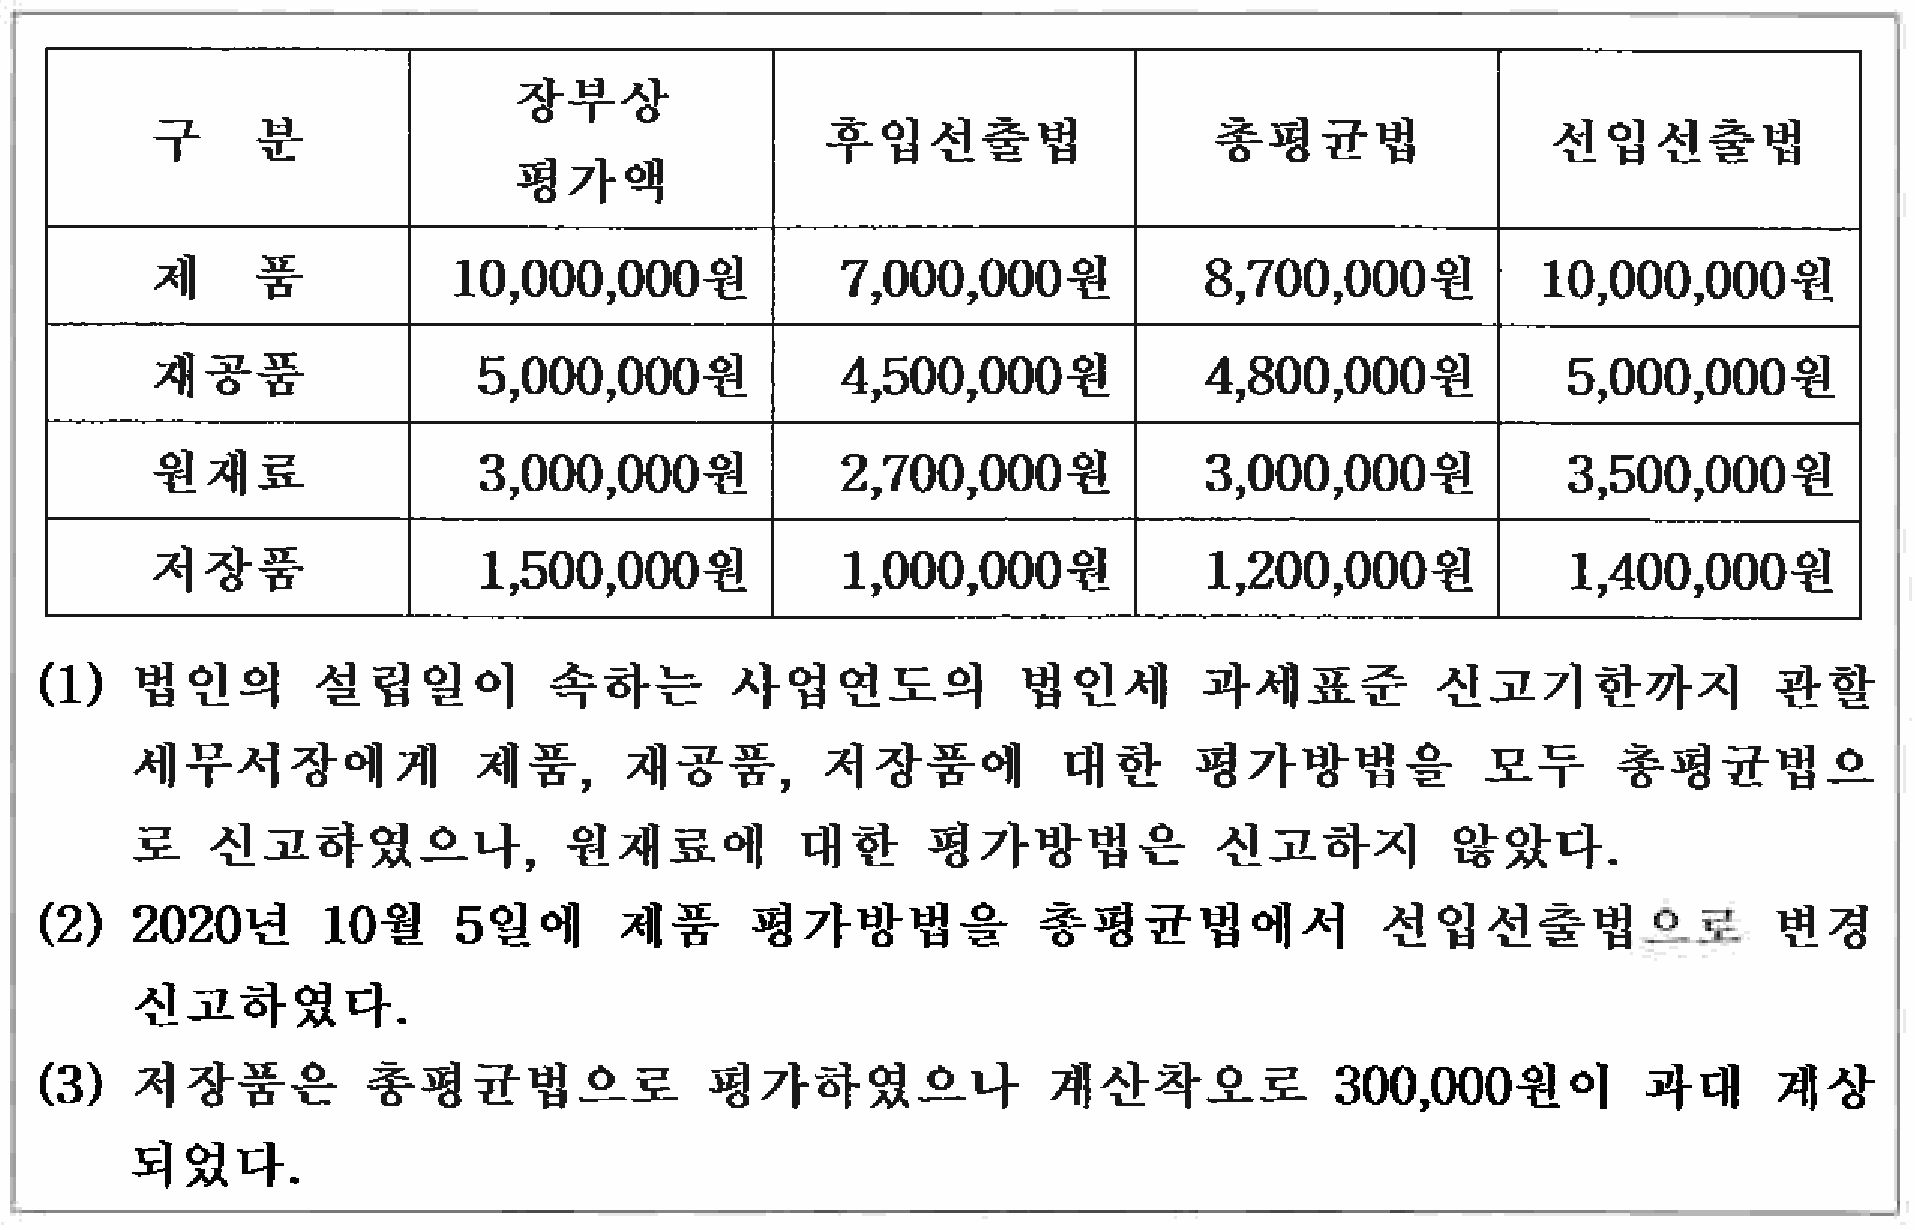 구 분 장부상 평가액 후입선출법 총평균법 선입선출법
제 품 10,000,000원 7,000,000원 8,700,000원 10,000,000원
재공품 5,000,000원 4,500,000원 4,800,000원 5,000,000원
원재료 3,000,000원 2,700,000원 3,000,000원 3,500,000원
저장품 1,500,000원 1,000,000원 1,200,000원 1,400,000원
(1) 법인의 설립일이 속하는 사업연도의 법인세 과세표준 신고기한까지 관할
세무서장에게 제품, 재공품, 저장품에 대한 평가방법을 모두 총평균법으
로 신고하였으나, 원재료에 대한 평가방법은 신고하지 않았다.
(2) 2020년 10월 5일에 제품 평가방법을 총평균법에서 선입선출법으로 변경
신고하였다.
(3) 저장품은 총평균법으로 평가하였으나 계산착오로 300,000원이 과대 계상
되었다.